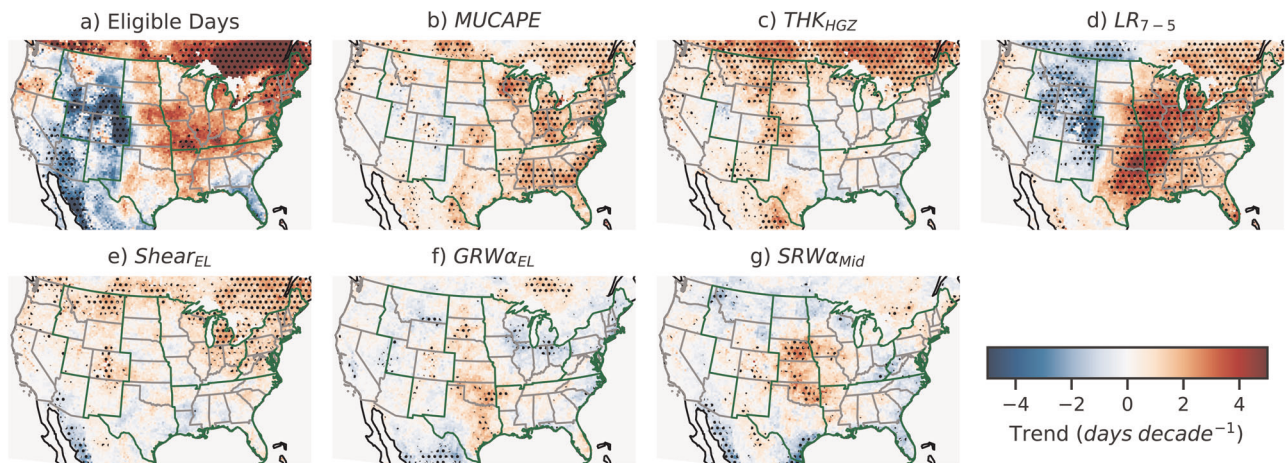 a) Eligible Days
b) MUCAPE
c) THK_HGZ
d) LR_7−5
e) Shear_EL
f) GRWα_EL
g) SRWα_Mid
−4 −2 0 2 4
Trend (days decade⁻¹)